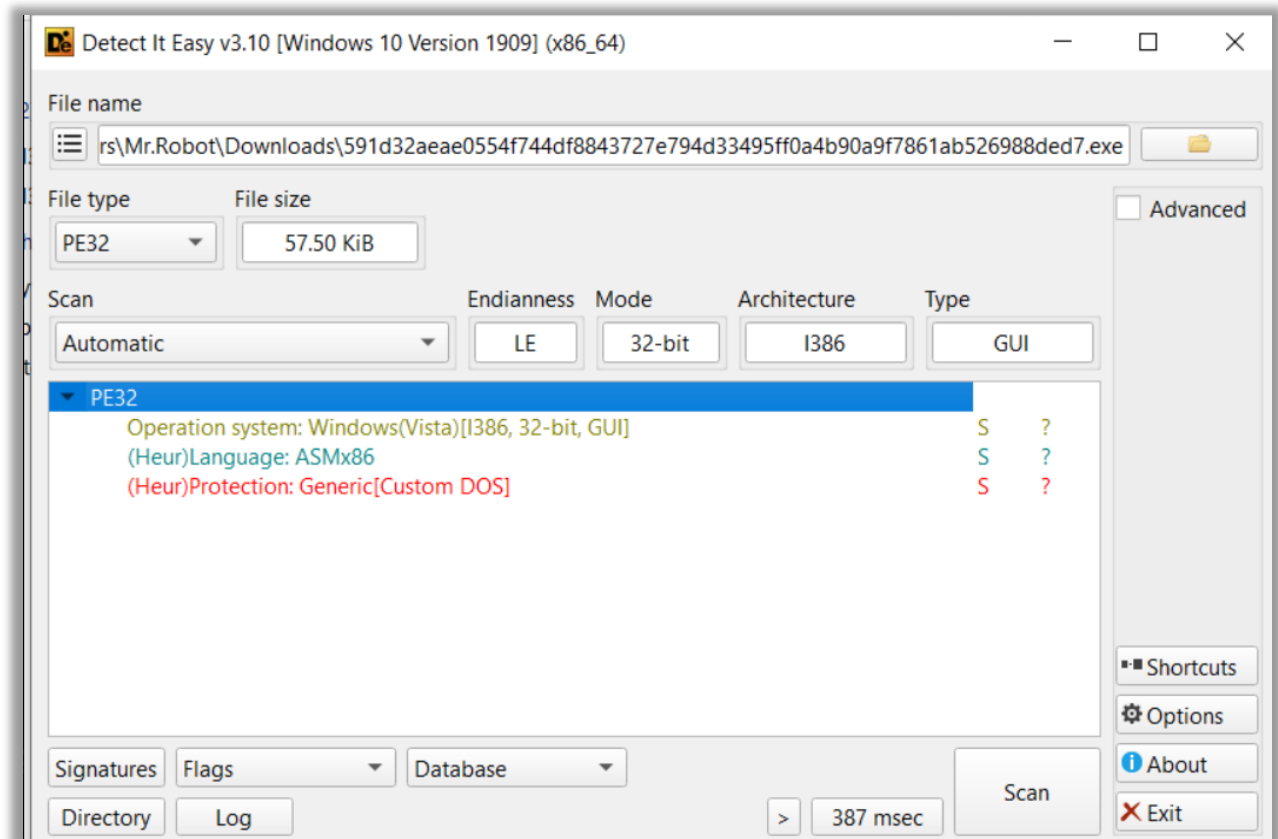 Detect It Easy v3.10 [Windows 10 Version 1909] (x86_64)
File name
rs\Mr.Robot\Downloads\591d32aeae0554f744df8843727e794d33495ff0a4b90a9f7861ab526988ded7.exe
File type File size
Advanced
PE32 57.50 KiB
Scan Endianness Mode Architecture Type
Automatic LE 32-bit I386 GUI
PE32
Operation system: Windows(Vista)[I386, 32-bit, GUI] S ?
(Heur)Language: ASMx86 S ?
(Heur)Protection: Generic[Custom DOS] S ?
Shortcuts
Options
Signatures Flags Database
About
Scan
Directory Log > 387 msec
Exit